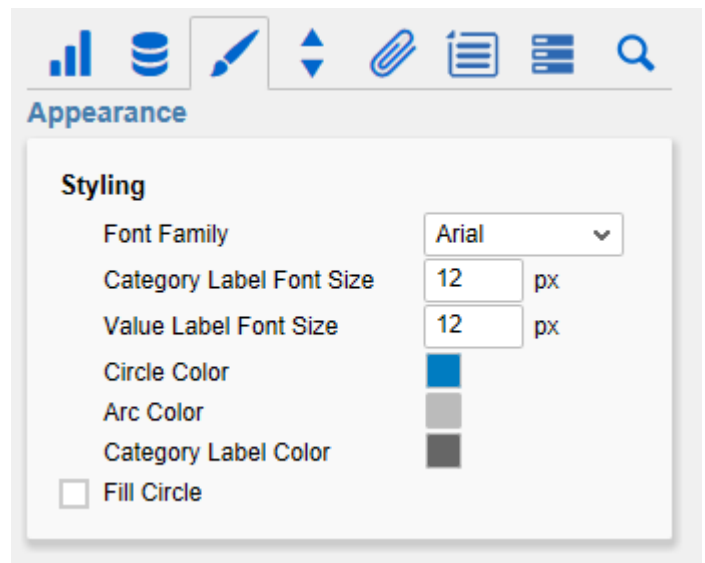 Appearance
Styling
Font Family Arial
Category Label Font Size 12 px
Value Label Font Size 12 px
Circle Color
Arc Color
Category Label Color
Fill Circle